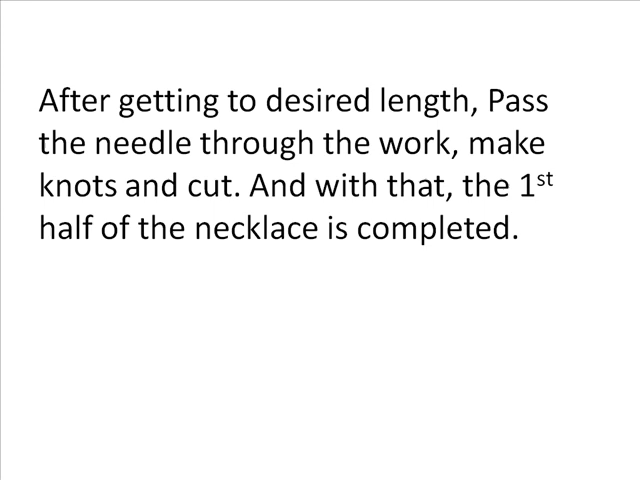 After getting to desired length, Pass
the needle through the work, make
knots and cut. And with that, the 1st
half of the necklace is completed.